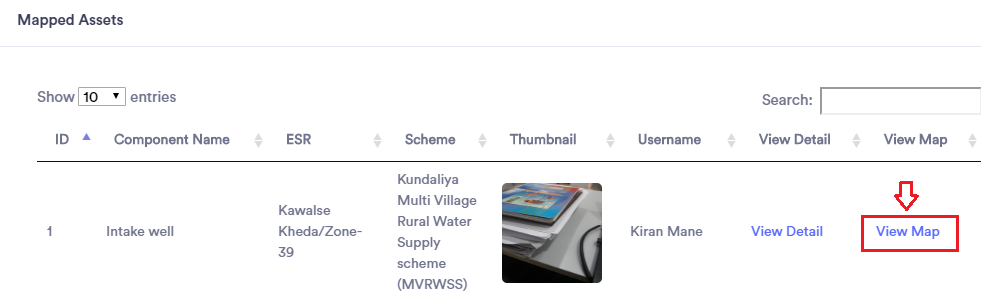 Mapped Assets
Show 10 entries
Search:
ID Component Name ESR Scheme Thumbnail Username View Detail View Map
1 Intake well Kawalse Kheda/Zone-39 Kundaliya Multi Village Rural Water Supply scheme (MVRWSS) Kiran Mane View Detail View Map